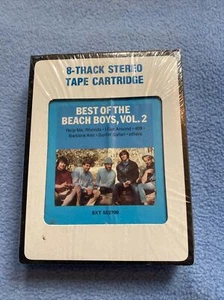 8-TRACK STEREO
TAPE CARTRIDGE
BEST OF THE
BEACH BOYS, VOL. 2
Help Me, Rhonda • I Get Around • 409
Barbara Ann • Surfin' Safari • others
8XT